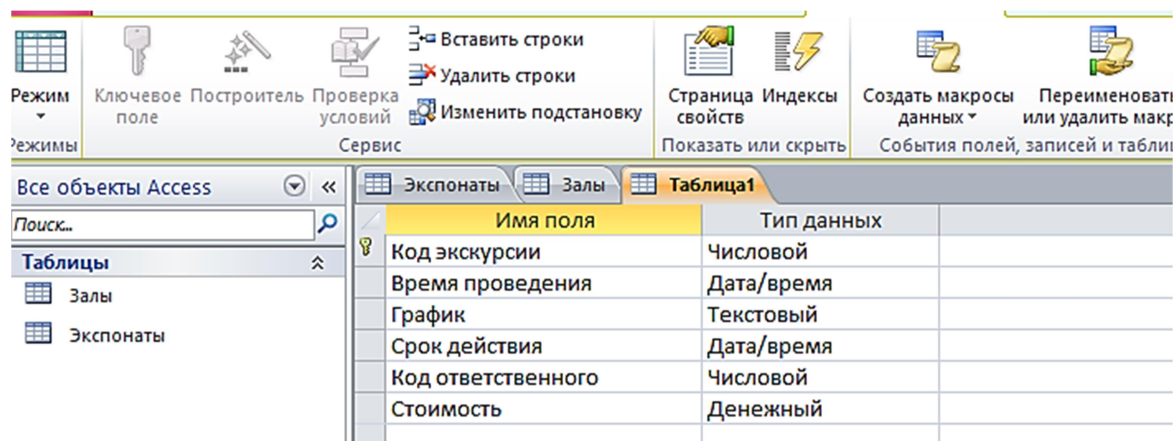 Вставить строки
Удалить строки
Изменить подстановку
Режим
Ключевое поле
Построитель
Проверка условий
Страница свойств
Индексы
Создать макросы данных
Переименовать
или удалить макр
Режимы
Сервис
Показать или скрыть
События полей, записей и таблиц
Все объекты Access
«
Экспонаты
Залы
Таблица1
Поиск...
Имя поля
Тип данных
Таблицы
Залы
Экспонаты
Код экскурсии
Числовой
Время проведения
Дата/время
График
Текстовый
Срок действия
Дата/время
Код ответственного
Числовой
Стоимость
Денежный